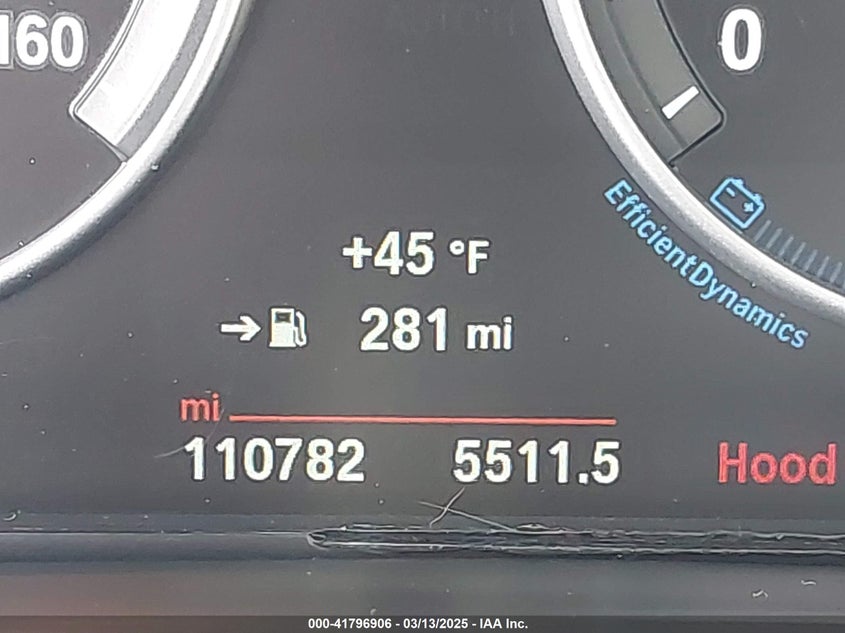 160
0
EfficientDynamics
+45 °F
281 mi
mi
110782 5511.5 Hood
000-41796906 - 03/13/2025 - IAA Inc.